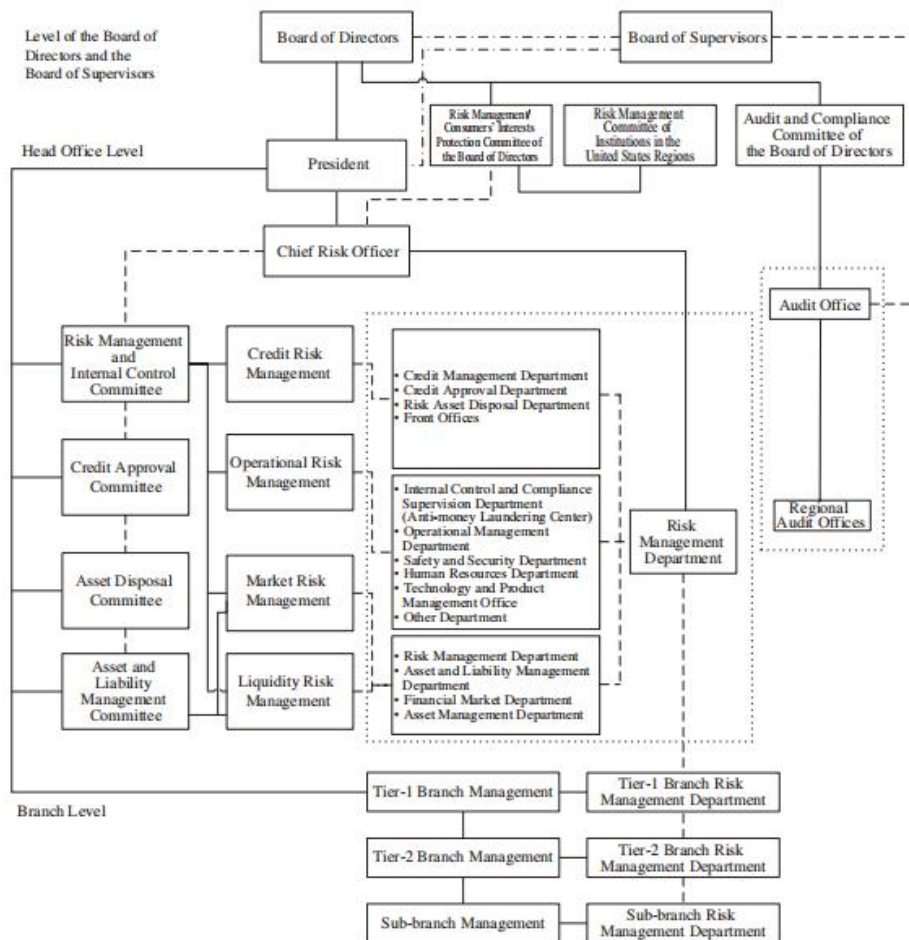 Level of the Board of
Directors and the
Board of Supervisors
Board of Directors
Board of Supervisors
Risk Management/
Consumers' Interests
Protection Committee of
the Board of Directors
Risk Management
Committee of
Institutions in the
United States Regions
Audit and Compliance
Committee of
the Board of Directors
Head Office Level
President
Chief Risk Officer
Audit Office
Regional
Audit Offices
Risk Management
and
Internal Control
Committee
Credit Risk
Management
• Credit Management Department
• Credit Approval Department
• Risk Asset Disposal Department
• Front Offices
Credit Approval
Committee
Operational Risk
Management
• Internal Control and Compliance
Supervision Department
(Anti-money Laundering Center)
• Operational Management
Department
• Safety and Security Department
• Human Resources Department
• Technology and Product
Management Office
• Other Department
Risk
Management
Department
Asset Disposal
Committee
Market Risk
Management
Asset and
Liability
Management
Committee
Liquidity Risk
Management
• Risk Management Department
• Asset and Liability Management
Department
• Financial Market Department
• Asset Management Department
Branch Level
Tier-1 Branch Management
Tier-1 Branch Risk
Management Department
Tier-2 Branch Management
Tier-2 Branch Risk
Management Department
Sub-branch Management
Sub-branch Risk
Management Department